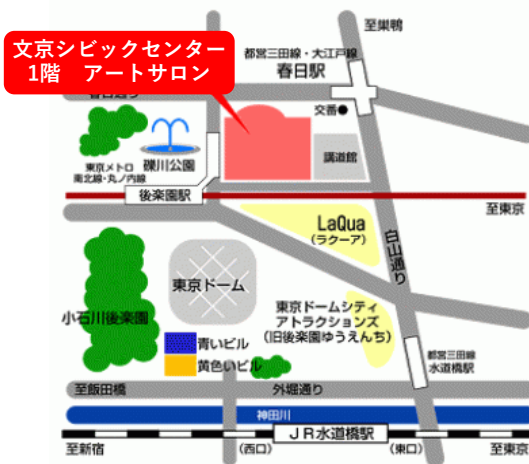 至巣鴨
文京シビックセンター
1階 アートサロン
都営三田線・大江戸線
春日駅
春日通り
交番●
礫川公園
講道館
東京メトロ
南北線・丸ノ内線
後楽園駅
至東京
LaQua
(ラクーア)
白山通り
東京ドーム
小石川後楽園
東京ドームシティ
アトラクションズ
(旧後楽園ゆうえんち)
青いビル
黄色いビル
都営三田線
水道橋駅
至飯田橋
外堀通り
神田川
JR水道橋駅
至新宿
(西口)
(東口)
至東京